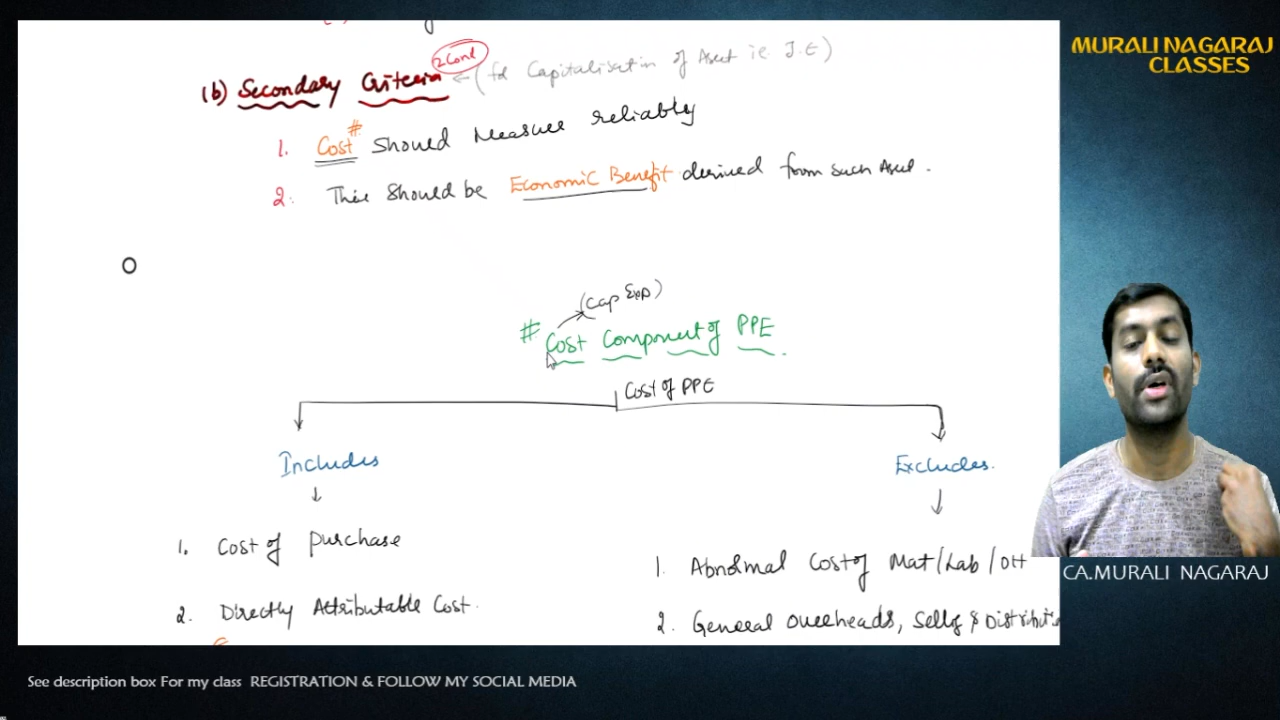 MURALI NAGARAJ
CLASSES
2 Cond
(b) Secondary Criteria ← (for Capitalisation of Asset i.e. J.E)
1. Cost # Should Measure reliably
2. There Should be Economic Benefit derived from such Asset.
(Cap Exp)
# Cost Component of PPE.
Cost of PPE
Includes
Excludes.
1. Cost of purchase
1. Abnormal Cost of Mat/Lab/OH
2. Directly Attributable Cost.
2. General overheads, Selly & Distributio
CA.MURALI NAGARAJ
See description box For my class REGISTRATION & FOLLOW MY SOCIAL MEDIA